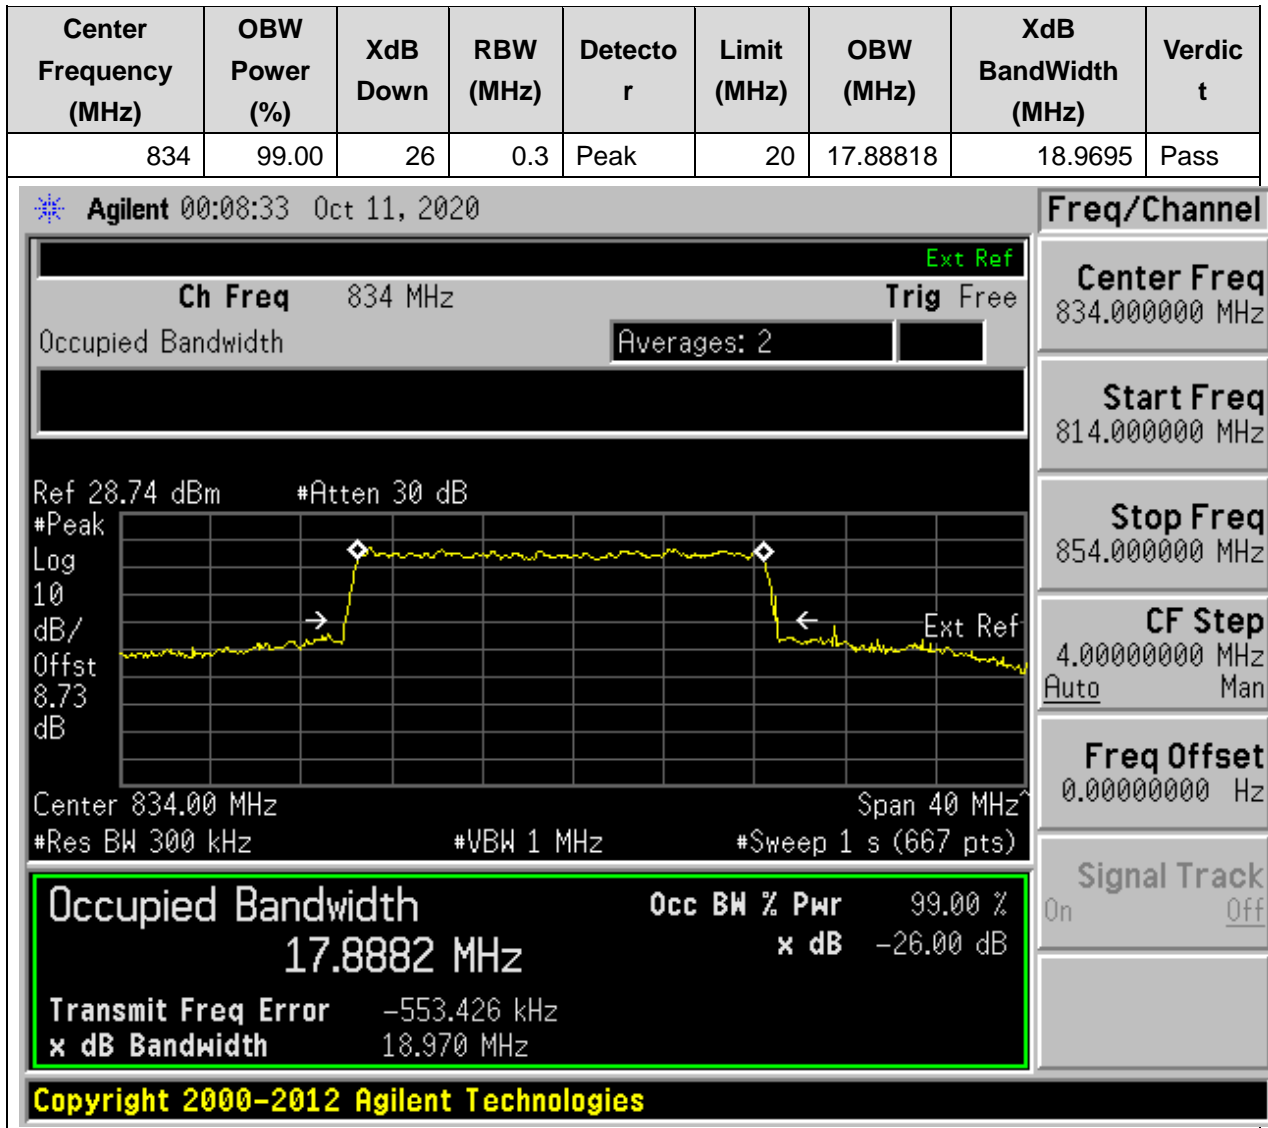 Center Frequency (MHz) OBW Power (%) XdB Down RBW (MHz) Detecto r Limit (MHz) OBW (MHz) XdB BandWidth (MHz) Verdic t
834 99.00 26 0.3 Peak 20 17.88818 18.9695 Pass
Agilent 00:08:33 Oct 11, 2020
Freq/Channel
Ext Ref
Ch Freq 834 MHz Trig Free
Occupied Bandwidth Averages: 2
Ref 28.74 dBm #Atten 30 dB
#Peak
Log
10
dB/
Offst
8.73
dB
Ext Ref
Center 834.00 MHz Span 40 MHz^
#Res BW 300 kHz #VBW 1 MHz #Sweep 1 s (667 pts)
Occupied Bandwidth Occ BW % Pwr 99.00 %
17.8882 MHz x dB -26.00 dB
Transmit Freq Error -553.426 kHz
x dB Bandwidth 18.970 MHz
Center Freq
834.000000 MHz
Start Freq
814.000000 MHz
Stop Freq
854.000000 MHz
CF Step
4.00000000 MHz
Auto Man
Freq Offset
0.00000000 Hz
Signal Track
On Off
Copyright 2000-2012 Agilent Technologies